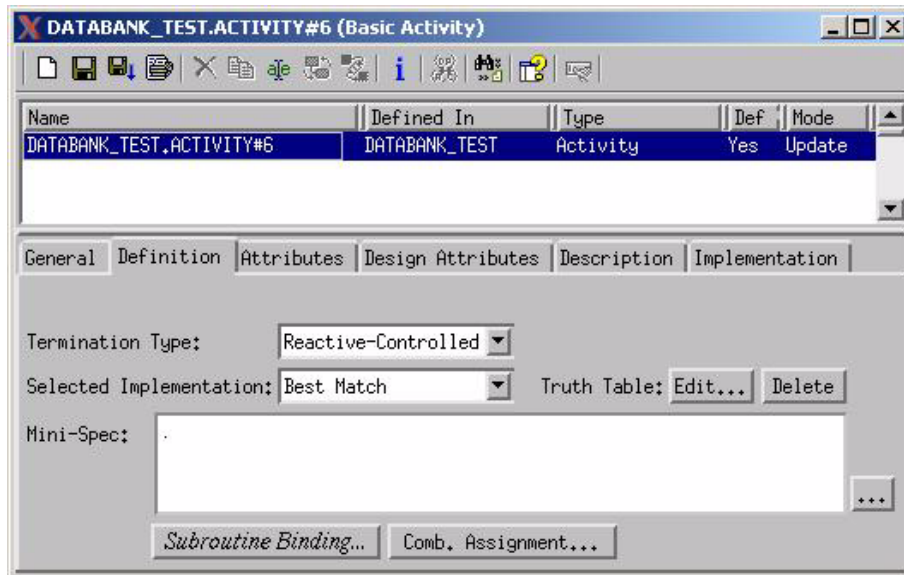 DATABANK_TEST.ACTIVITY#6 (Basic Activity)
Name Defined In Type Def Mode
DATABANK_TEST.ACTIVITY#6 DATABANK_TEST Activity Yes Update
General Definition Attributes Design Attributes Description Implementation
Termination Type: Reactive-Controlled
Selected Implementation: Best Match Truth Table: Edit... Delete
Mini-Spec: .
...
Subroutine Binding... Comb. Assignment...